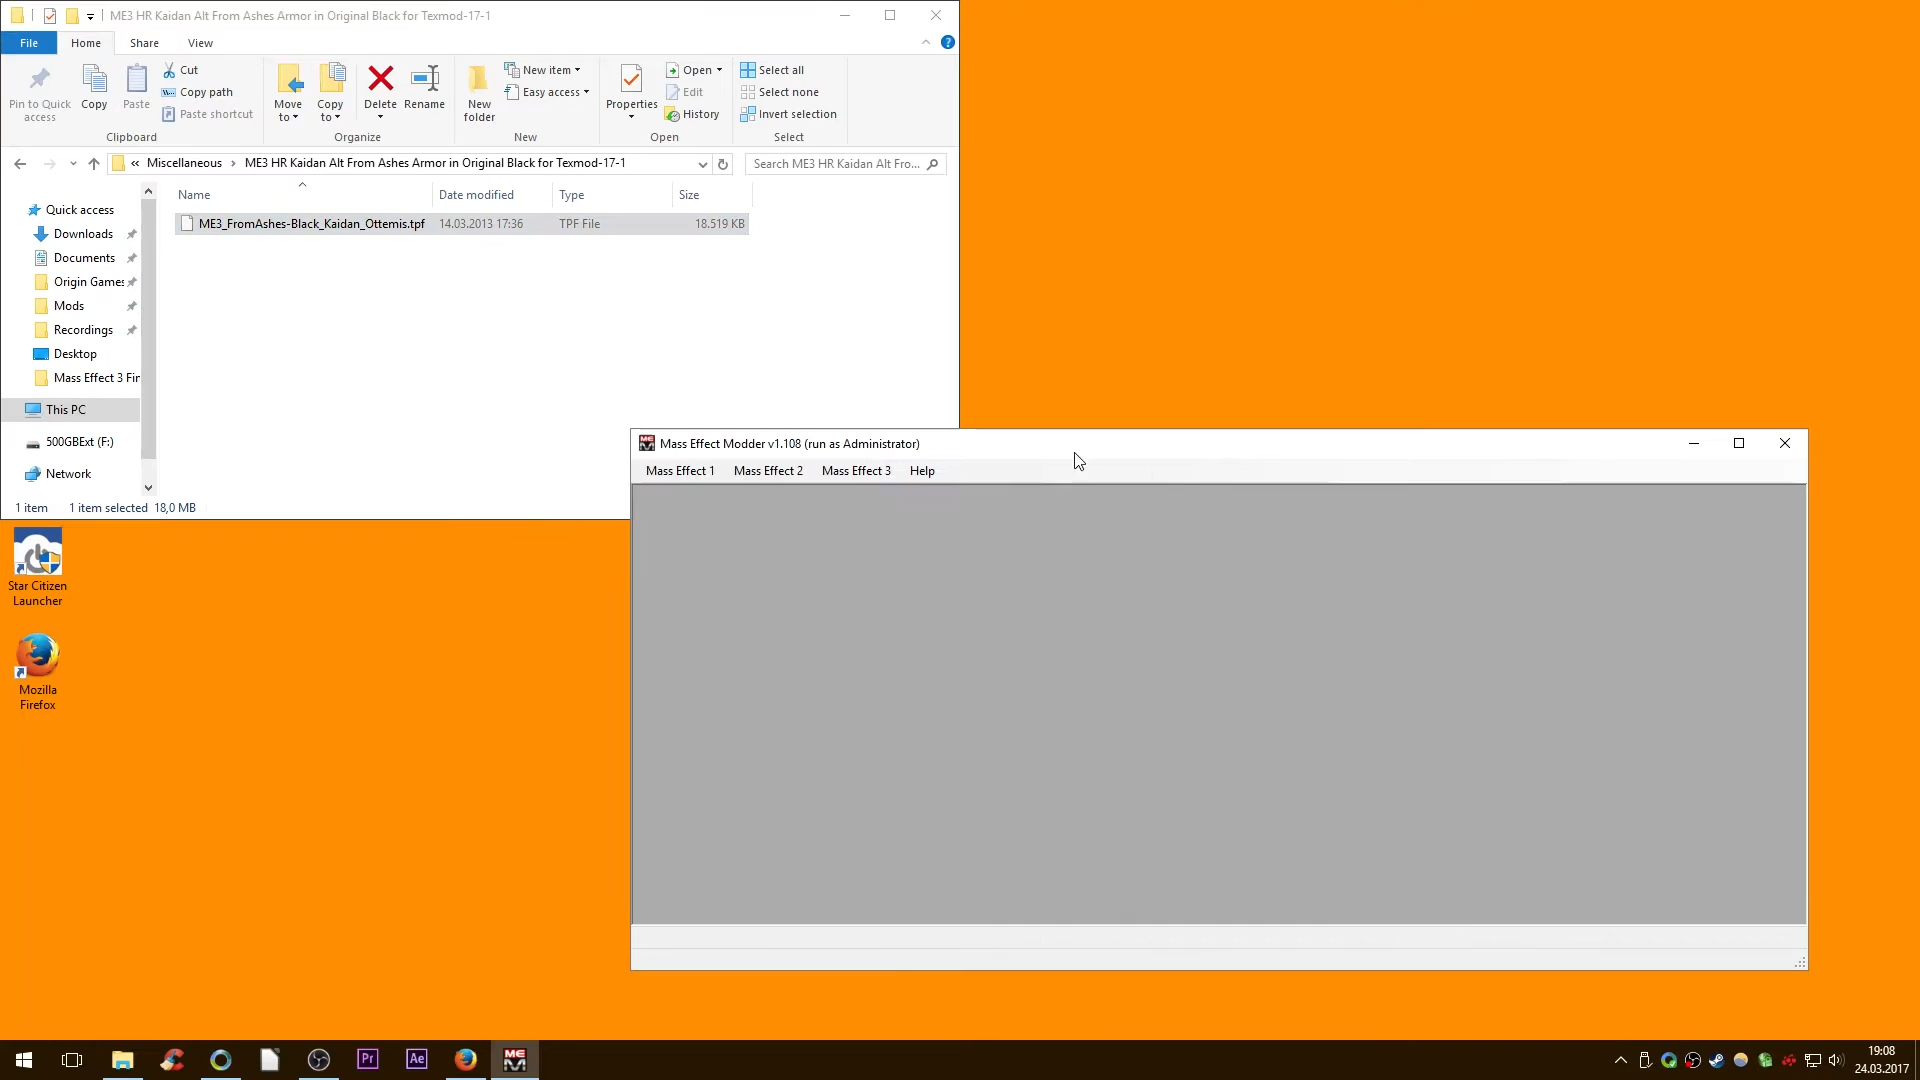 ME3 HR Kaidan Alt From Ashes Armor in Original Black for Texmod-17-1
File Home Share View
Pin to Quick access
Copy
Paste
Cut
Copy path
Paste shortcut
Clipboard
Move to
Copy to
Delete
Rename
Organize
New folder
New item
Easy access
New
Properties
Open
Edit
History
Open
Select all
Select none
Invert selection
Select
« Miscellaneous > ME3 HR Kaidan Alt From Ashes Armor in Original Black for Texmod-17-1
Search ME3 HR Kaidan Alt Fro...
Name Date modified Type Size
ME3_FromAshes-Black_Kaidan_Ottemis.tpf 14.03.2013 17:36 TPF File 18.519 KB
Quick access
Downloads
Documents
Origin Games
Mods
Recordings
Desktop
Mass Effect 3 Fin
This PC
500GBExt (F:)
Network
1 item 1 item selected 18,0 MB
Mass Effect Modder v1.108 (run as Administrator)
Mass Effect 1 Mass Effect 2 Mass Effect 3 Help
Star Citizen
Launcher
Mozilla
Firefox
Pr
Ae
ME
19:08
24.03.2017